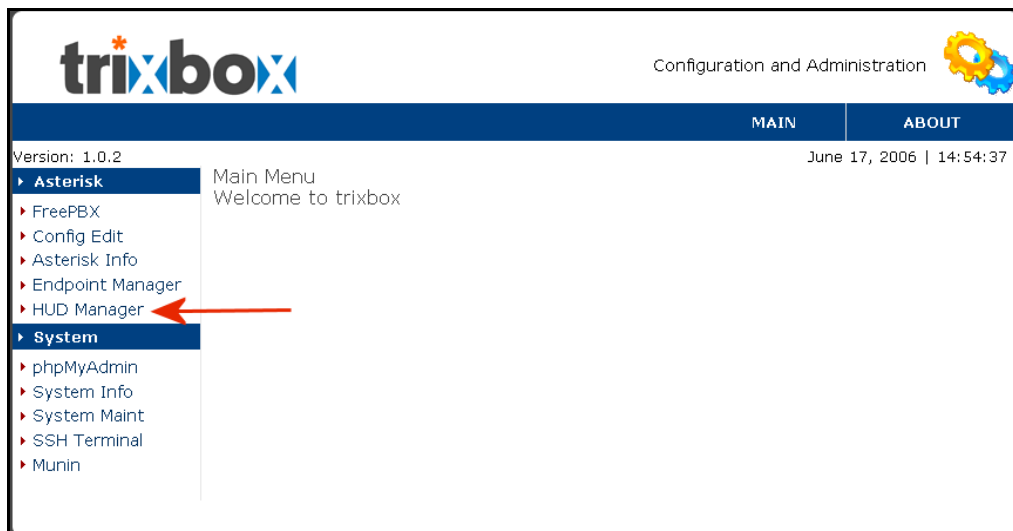 trixbox
Configuration and Administration
MAIN ABOUT
Version: 1.0.2 June 17, 2006 | 14:54:37
Asterisk
FreePBX
Config Edit
Asterisk Info
Endpoint Manager
HUD Manager
System
phpMyAdmin
System Info
System Maint
SSH Terminal
Munin
Main Menu
Welcome to trixbox